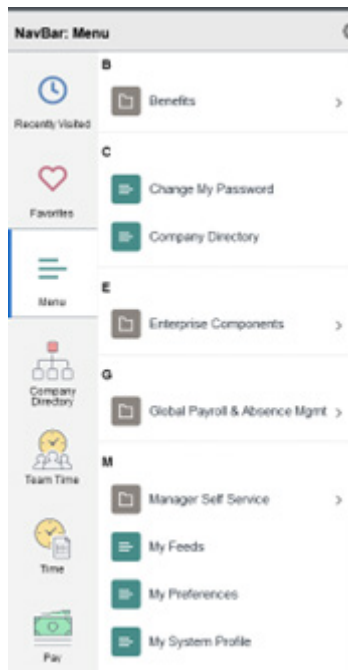 NavBar: Menu
Recently Visited
Favorites
Menu
Company
Directory
Team Time
Time
Pay
B
Benefits
C
Change My Password
Company Directory
E
Enterprise Components
G
Global Payroll & Absence Mgmt
M
Manager Self Service
My Feeds
My Preferences
My System Profile